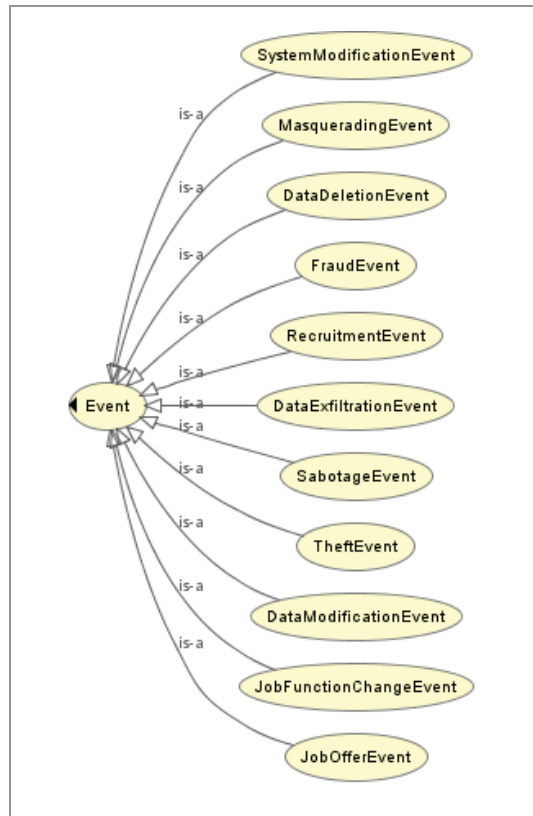 SystemModificationEvent
is-a
MasqueradingEvent
is-a
DataDeletionEvent
is-a
FraudEvent
is-a
RecruitmentEvent
is-a
Event
DataExfiltrationEvent
is-a
is-a
SabotageEvent
is-a
TheftEvent
is-a
DataModificationEvent
is-a
JobFunctionChangeEvent
is-a
JobOfferEvent